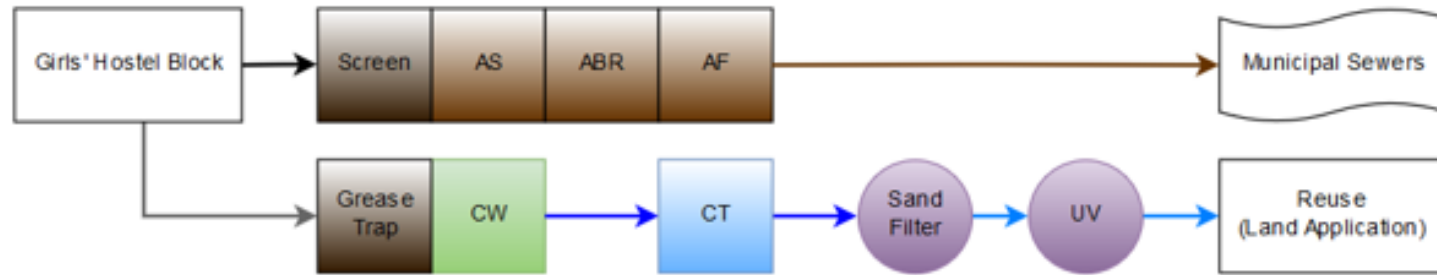 Girls' Hostel Block
Screen
AS
ABR
AF
Municipal Sewers
Grease
Trap
CW
CT
Sand
Filter
UV
Reuse
(Land Application)